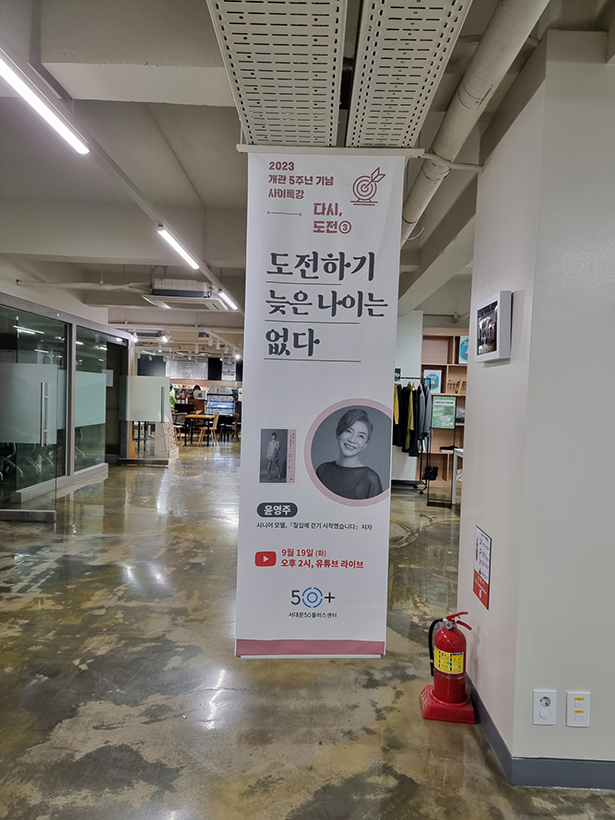 2023
개관 5주년 기념
사이특강
다시,
도전③
도전하기
늦은 나이는
없다
윤영주
시니어 모델, 『칠십에 걷기 시작했습니다』 저자
9월 19일 (화)
오후 2시, 유튜브 라이브
50+
서대문50플러스센터